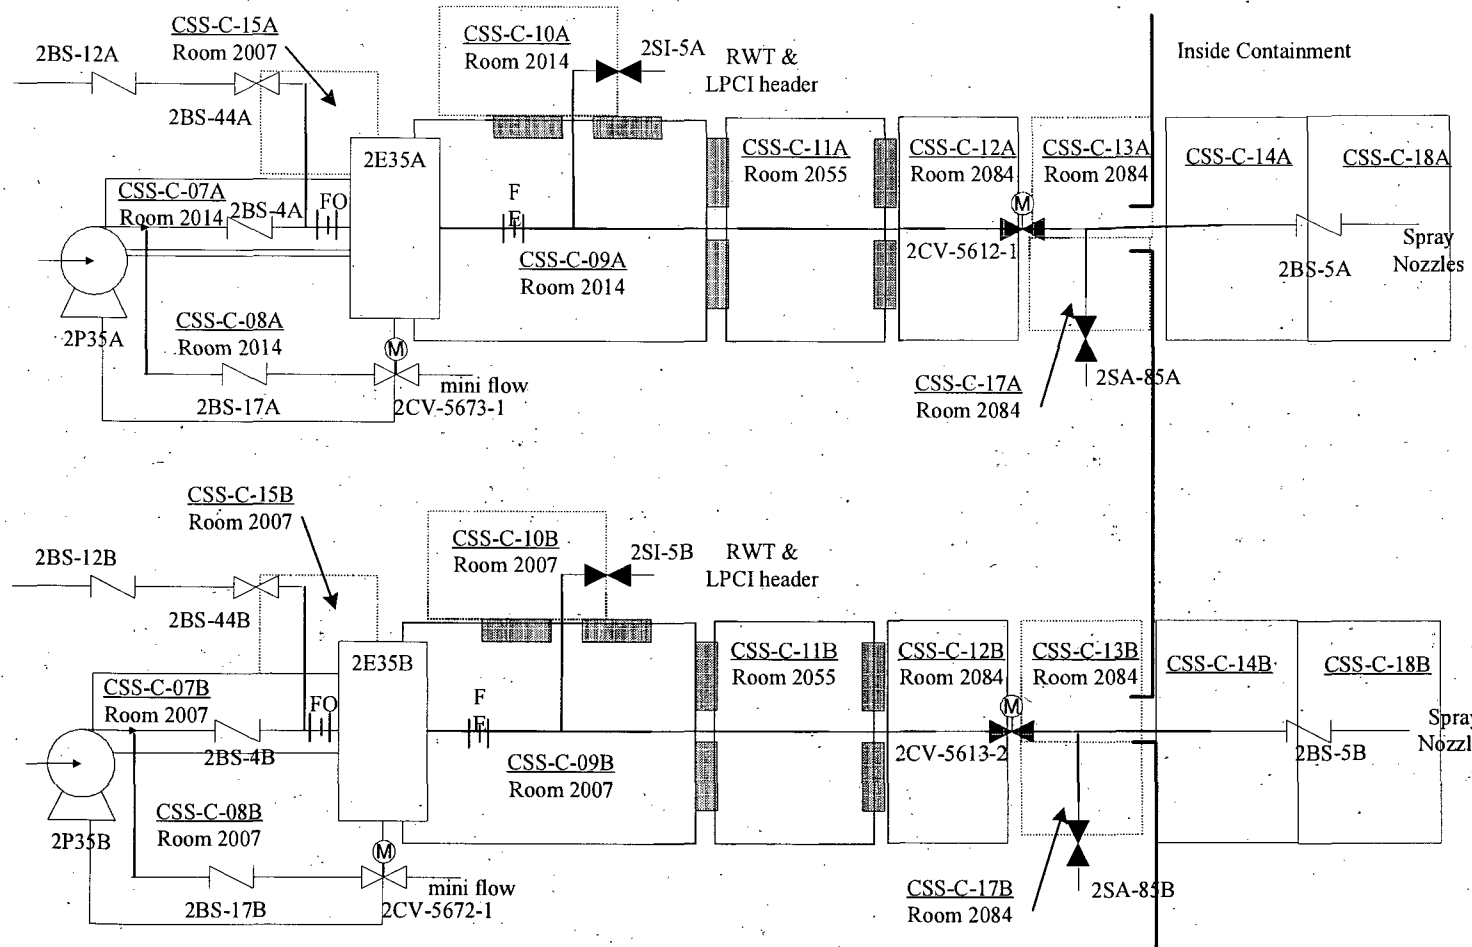 CSS-C-15A
Room 2007
2BS-12A
2BS-44A
CSS-C-10A
Room 2014
2SI-5A
RWT &
LPCI header
Inside Containment
2E35A
CSS-C-07A
Room 2014
2BS-4A
FO
F
E
CSS-C-09A
Room 2014
CSS-C-11A
Room 2055
CSS-C-12A
Room 2084
CSS-C-13A
Room 2084
M
2CV-5612-1
CSS-C-14A
CSS-C-18A
2BS-5A
Spray
Nozzles
2P35A
CSS-C-08A
Room 2014
M
mini flow
2BS-17A
2CV-5673-1
CSS-C-17A
Room 2084
2SA-85A
CSS-C-15B
Room 2007
2BS-12B
2BS-44B
CSS-C-10B
Room 2007
2SI-5B
RWT &
LPCI header
2E35B
CSS-C-07B
Room 2007
2BS-4B
FO
F
E
CSS-C-09B
Room 2007
CSS-C-11B
Room 2055
CSS-C-12B
Room 2084
CSS-C-13B
Room 2084
M
2CV-5613-2
CSS-C-14B
CSS-C-18B
2BS-5B
Spray
Nozzl
2P35B
CSS-C-08B
Room 2007
M
mini flow
2BS-17B
2CV-5672-1
CSS-C-17B
Room 2084
2SA-85B